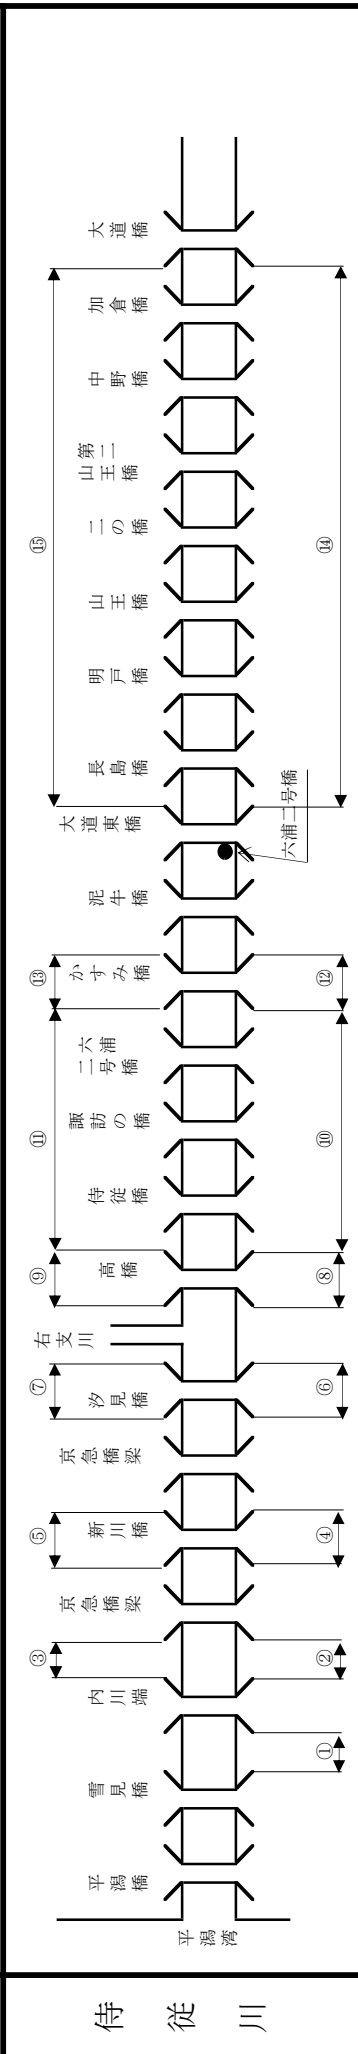 侍従川
③
⑤
⑦
⑨
⑪
⑬
⑮
平潟湾
平潟橋
雪見橋
内川端
京急橋梁
新川橋
京急橋梁
汐見橋
右支川
高橋
侍従橋
諏訪の橋
六浦
二号橋
かすみ橋
泥牛橋
大道東橋
長島橋
明戸橋
山王橋
二の橋
第二
山王橋
中野橋
加倉橋
大道橋
六浦二号橋
①
②
④
⑥
⑧
⑩
⑫
⑭